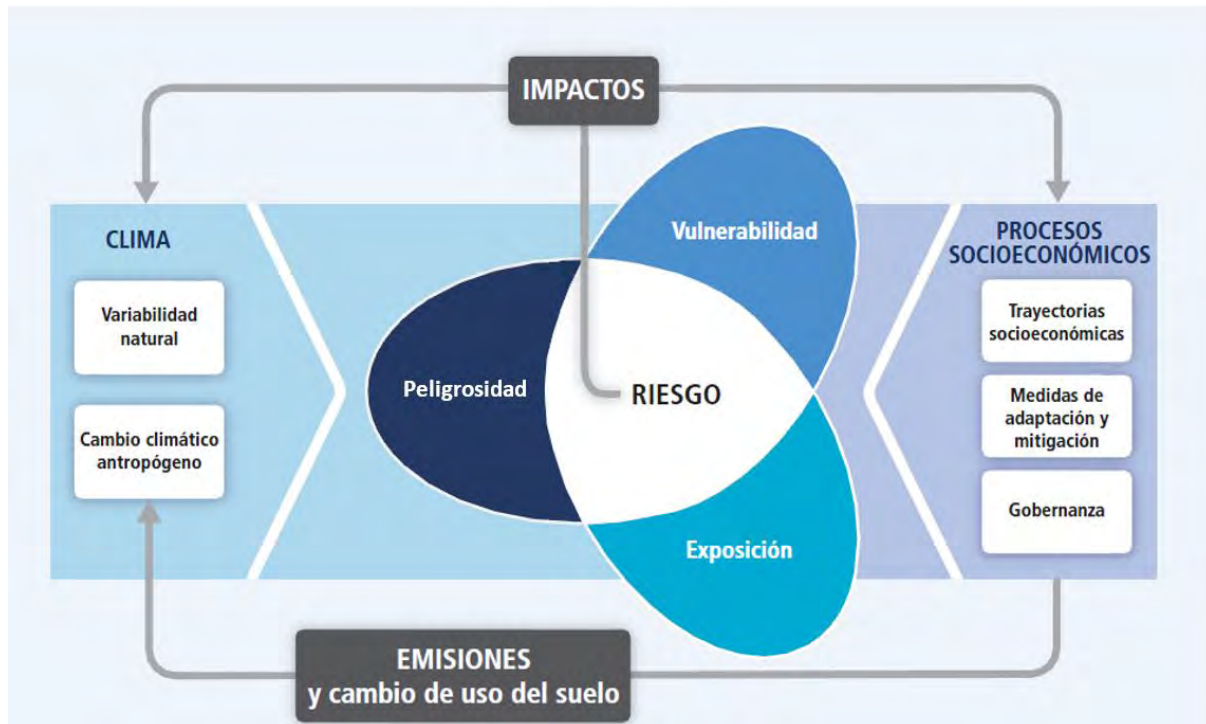 IMPACTOS
CLIMA
Variabilidad
natural
Cambio climático
antropógeno
Vulnerabilidad
Peligrosidad
RIESGO
Exposición
PROCESOS
SOCIOECONÓMICOS
Trayectorias
socioeconómicas
Medidas de
adaptación y
mitigación
Gobernanza
EMISIONES
y cambio de uso del suelo